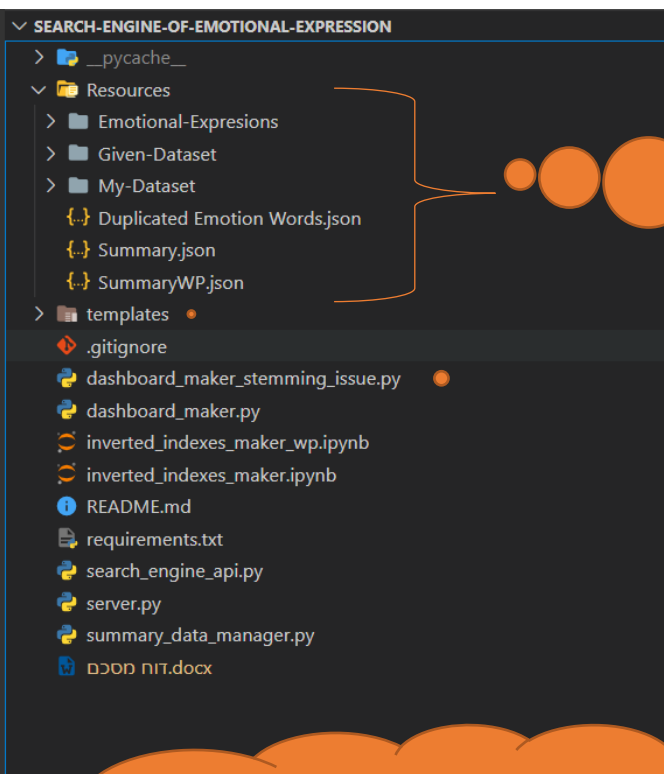 SEARCH-ENGINE-OF-EMOTIONAL-EXPRESSION
__pycache__
Resources
Emotional-Expresions
Given-Dataset
My-Dataset
{..} Duplicated Emotion Words.json
{..} Summary.json
{..} SummaryWP.json
templates
.gitignore
dashboard_maker_stemming_issue.py
dashboard_maker.py
inverted_indexes_maker_wp.ipynb
inverted_indexes_maker.ipynb
README.md
requirements.txt
search_engine_api.py
server.py
summary_data_manager.py
דוח מסכם.docx